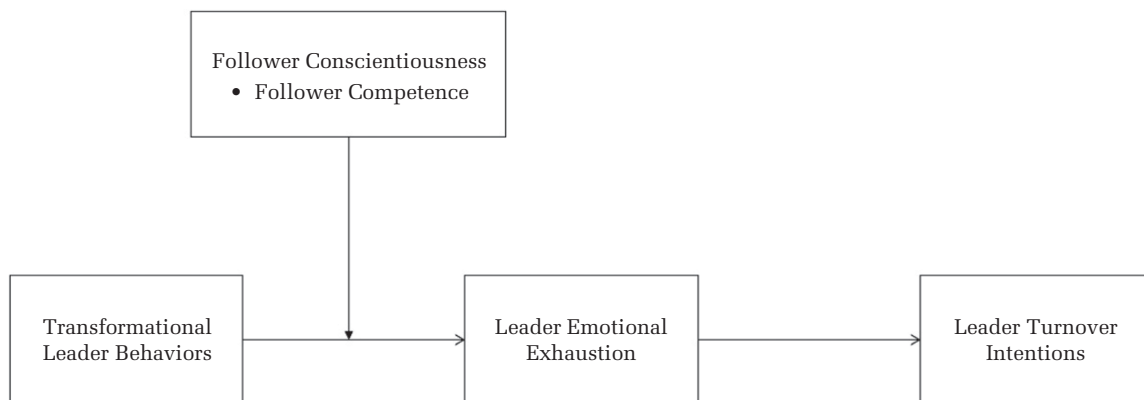 Follower Conscientiousness
• Follower Competence
Transformational
Leader Behaviors
Leader Emotional
Exhaustion
Leader Turnover
Intentions